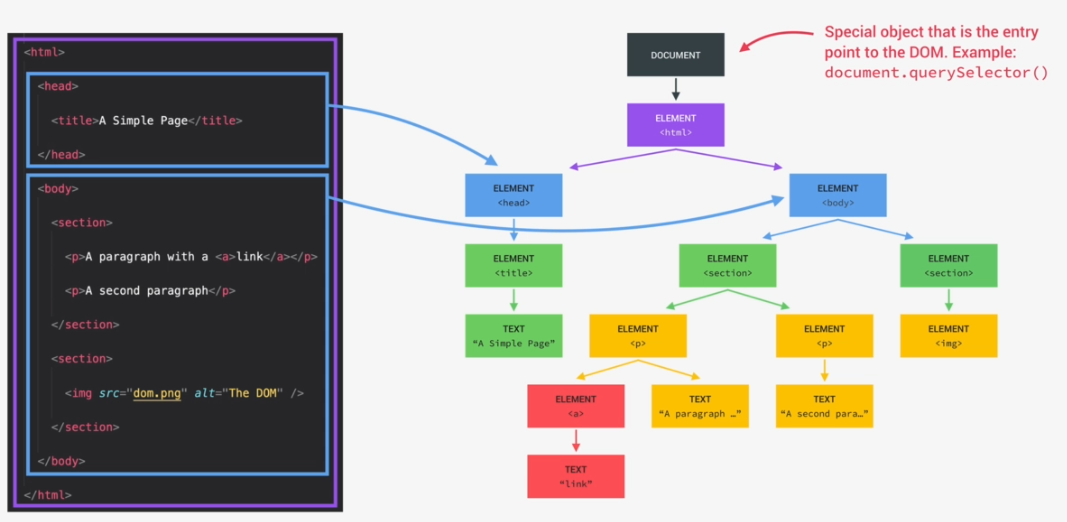 <html>
<head>
<title>A Simple Page</title>
</head>
<body>
<section>
<p>A paragraph with a <a>link</a></p>
<p>A second paragraph</p>
</section>
<section>
<img src="dom.png" alt="The DOM" />
</section>
</body>
</html>
DOCUMENT
Special object that is the entry
point to the DOM. Example:
document.querySelector()
ELEMENT
<html>
ELEMENT
<head>
ELEMENT
<body>
ELEMENT
<title>
ELEMENT
<section>
ELEMENT
<section>
TEXT
“A Simple Page”
ELEMENT
<p>
ELEMENT
<p>
ELEMENT
<img>
ELEMENT
<a>
TEXT
“A paragraph …”
TEXT
“A second para…”
TEXT
“link”